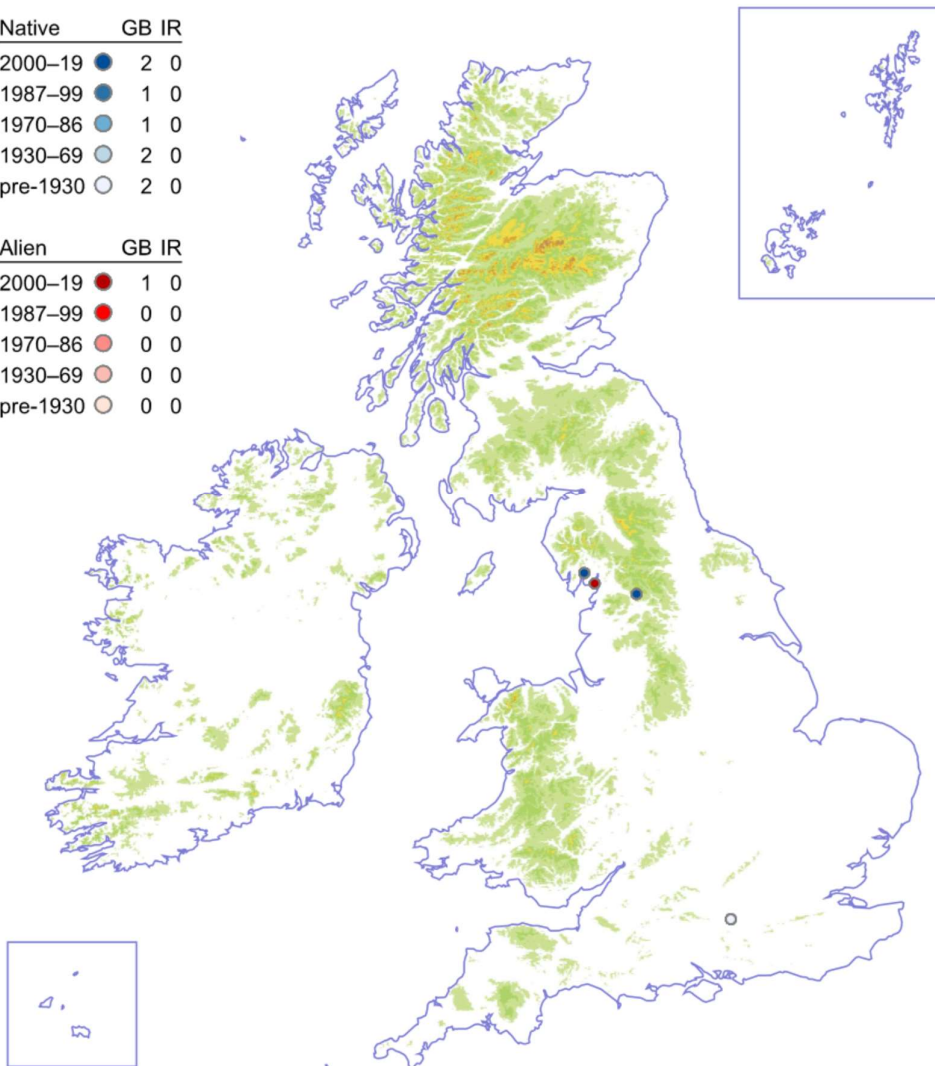 Native GB IR
2000–19 2 0
1987–99 1 0
1970–86 1 0
1930–69 2 0
pre-1930 2 0
Alien GB IR
2000–19 1 0
1987–99 0 0
1970–86 0 0
1930–69 0 0
pre-1930 0 0